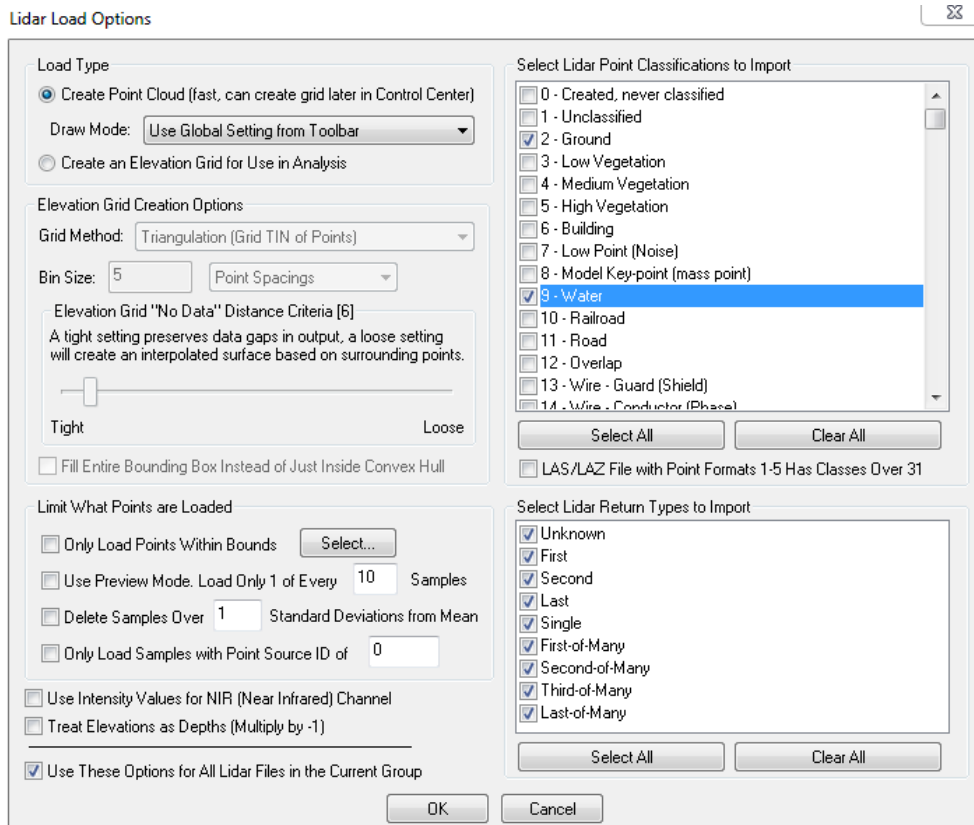 Lidar Load Options
Load Type
Create Point Cloud (fast, can create grid later in Control Center)
Draw Mode: Use Global Setting from Toolbar
Create an Elevation Grid for Use in Analysis
Elevation Grid Creation Options
Grid Method: Triangulation (Grid TIN of Points)
Bin Size: 5 Point Spacings
Elevation Grid "No Data" Distance Criteria [6]
A tight setting preserves data gaps in output, a loose setting
will create an interpolated surface based on surrounding points.
Tight Loose
Fill Entire Bounding Box Instead of Just Inside Convex Hull
Limit What Points are Loaded
Only Load Points Within Bounds Select...
Use Preview Mode. Load Only 1 of Every 10 Samples
Delete Samples Over 1 Standard Deviations from Mean
Only Load Samples with Point Source ID of 0
Use Intensity Values for NIR (Near Infrared) Channel
Treat Elevations as Depths (Multiply by -1)
Use These Options for All Lidar Files in the Current Group
Select Lidar Point Classifications to Import
0 - Created, never classified
1 - Unclassified
2 - Ground
3 - Low Vegetation
4 - Medium Vegetation
5 - High Vegetation
6 - Building
7 - Low Point (Noise)
8 - Model Key-point (mass point)
9 - Water
10 - Railroad
11 - Road
12 - Overlap
13 - Wire - Guard (Shield)
14 - Wire - Conductor (Phase)
Select All Clear All
LAS/LAZ File with Point Formats 1-5 Has Classes Over 31
Select Lidar Return Types to Import
Unknown
First
Second
Last
Single
First-of-Many
Second-of-Many
Third-of-Many
Last-of-Many
Select All Clear All
OK Cancel